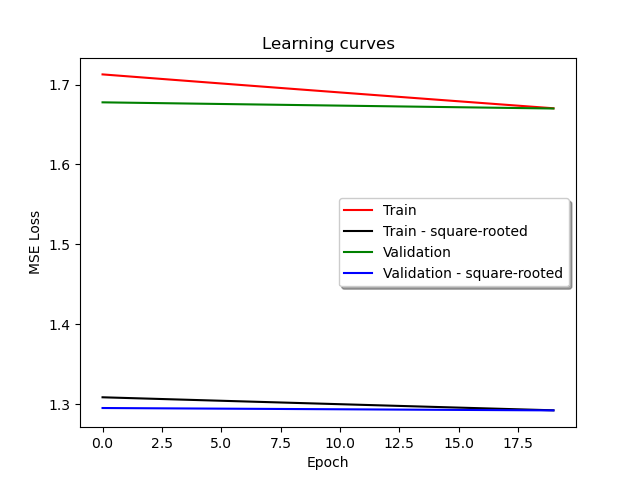 Learning curves
1.7
1.6
1.5
1.4
1.3
MSE Loss
Train
Train - square-rooted
Validation
Validation - square-rooted
0.0 2.5 5.0 7.5 10.0 12.5 15.0 17.5
Epoch